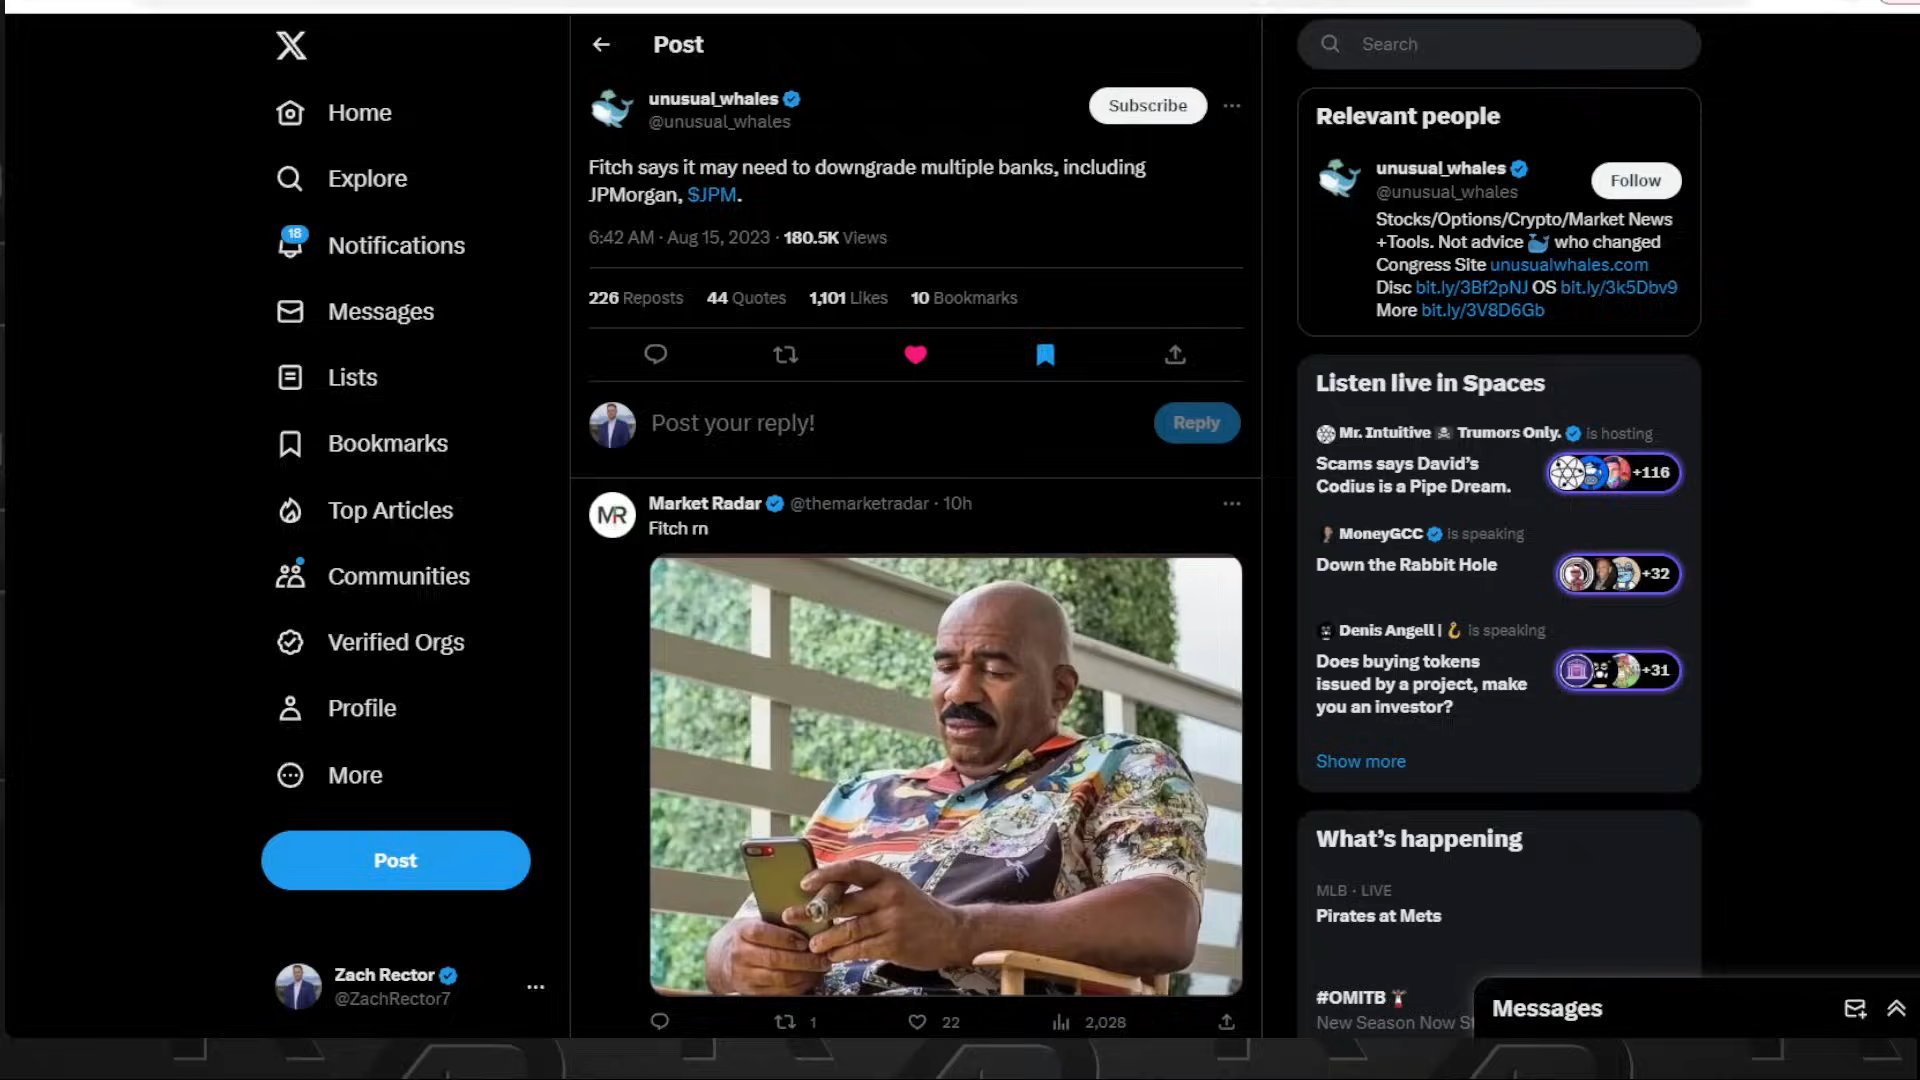 Home
Explore
18
Notifications
Messages
Lists
Bookmarks
Top Articles
Communities
Verified Orgs
Profile
More
Post
Zach Rector
@ZachRector7
Post
unusual_whales
@unusual_whales
Subscribe
Fitch says it may need to downgrade multiple banks, including
JPMorgan, $JPM.
6:42 AM · Aug 15, 2023 · 180.5K Views
226 Reposts 44 Quotes 1,101 Likes 10 Bookmarks
Post your reply!
Reply
MR
Market Radar @themarketradar · 10h
Fitch rn
1 22 2,028
Search
Relevant people
unusual_whales
@unusual_whales
Follow
Stocks/Options/Crypto/Market News
+Tools. Not advice 🐳 who changed
Congress Site unusualwhales.com
Disc bit.ly/3Bf2pNJ OS bit.ly/3k5Dbv9
More bit.ly/3V8D6Gb
Listen live in Spaces
Mr. Intuitive ☠ Trumors Only. is hosting
Scams says David's
Codius is a Pipe Dream.
+116
MoneyGCC is speaking
Down the Rabbit Hole
+32
Denis Angell | 🪝 is speaking
Does buying tokens
issued by a project, make
you an investor?
+31
Show more
What's happening
MLB · LIVE
Pirates at Mets
#OMITB
New Season Now
Messages